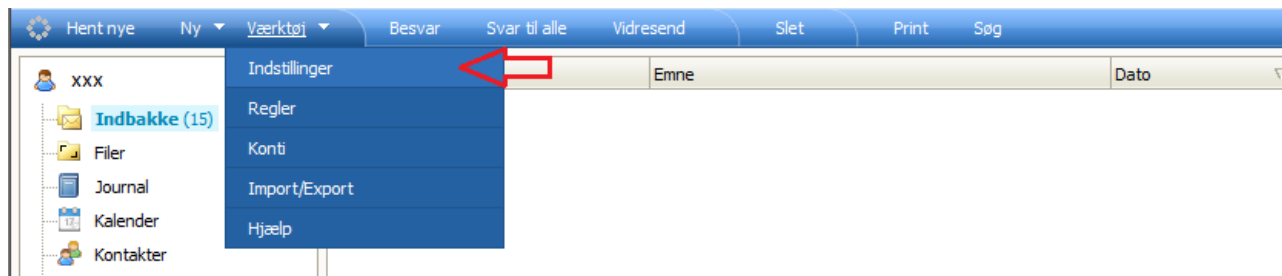 Hent nye Ny Værktøj Besvar Svar til alle Vidresend Slet Print Søg
xxx
Indbakke (15)
Filer
Journal
Kalender
Kontakter
Indstillinger
Regler
Konti
Import/Export
Hjælp
Emne Dato